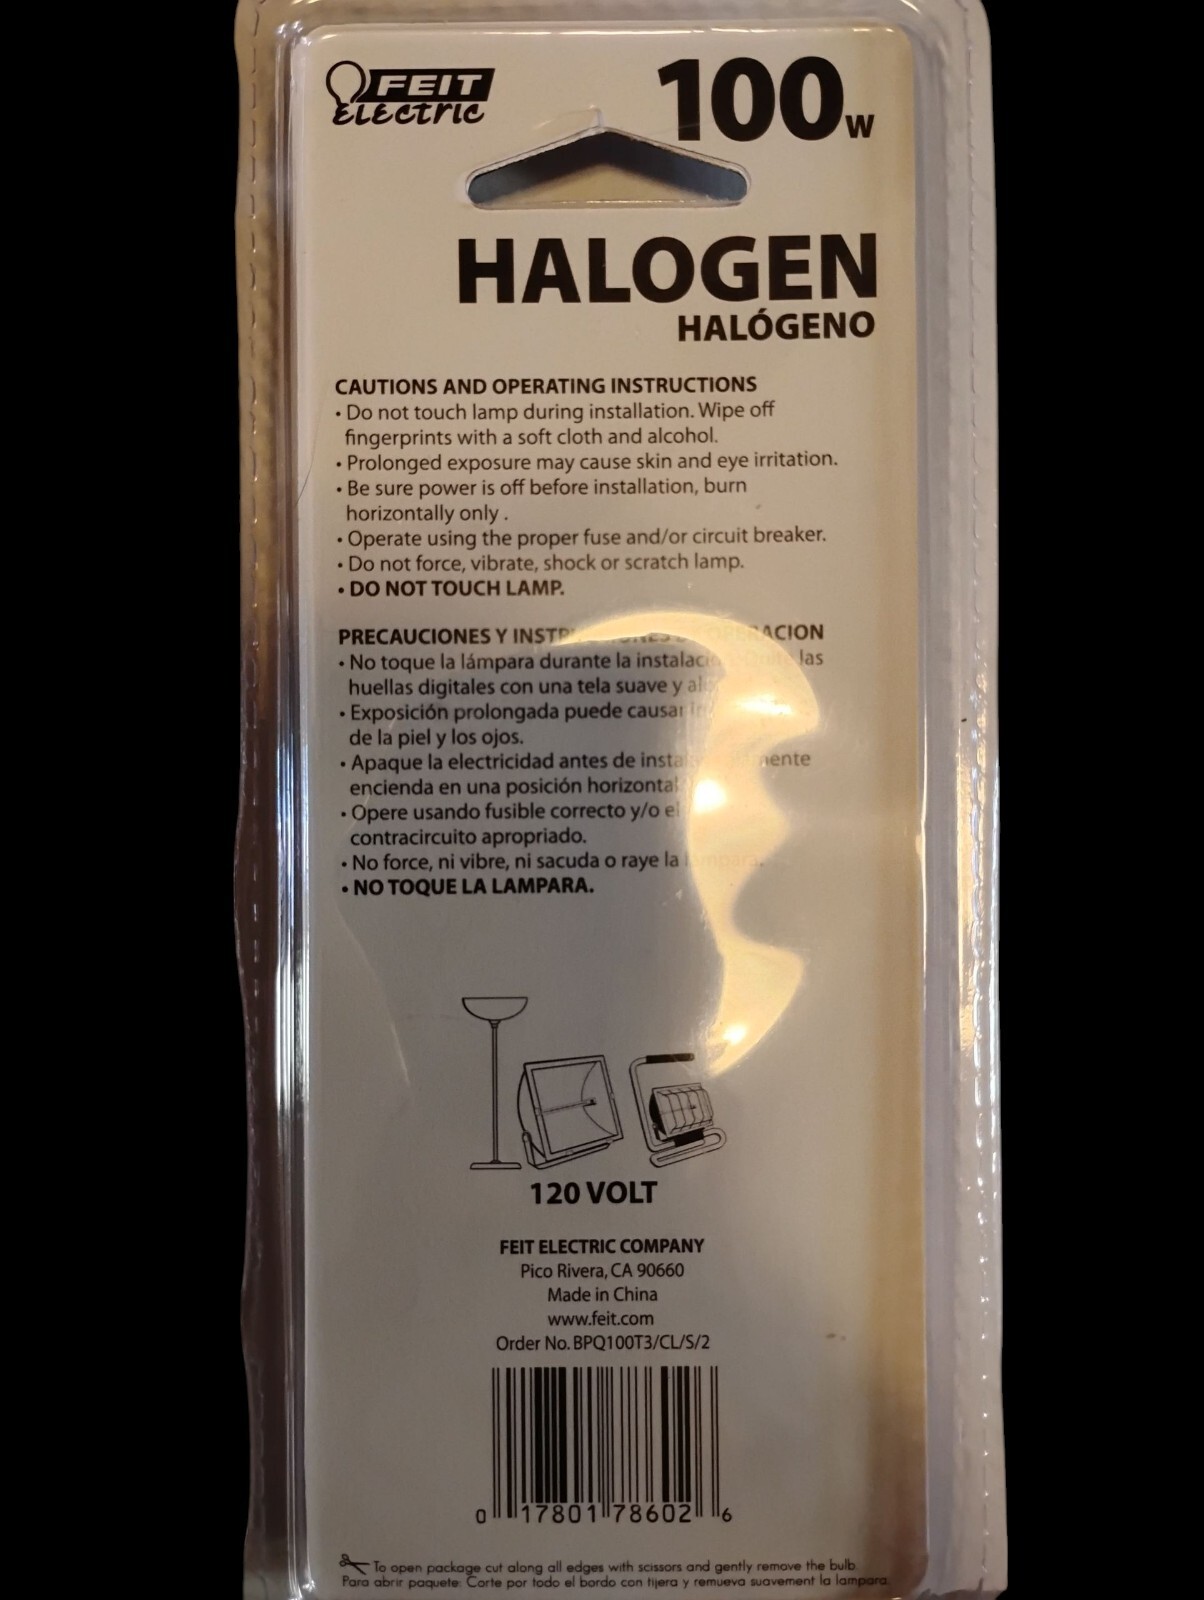 FEIT
ELECTRIC
100W
HALOGEN
HALÓGENO
CAUTIONS AND OPERATING INSTRUCTIONS
• Do not touch lamp during installation. Wipe off
fingerprints with a soft cloth and alcohol.
• Prolonged exposure may cause skin and eye irritation.
• Be sure power is off before installation, burn
horizontally only .
• Operate using the proper fuse and/or circuit breaker.
• Do not force, vibrate, shock or scratch lamp.
• DO NOT TOUCH LAMP.
PRECAUCIONES Y
• No toque la lámpara durante la las
huellas digitales con una tela suave y
• Exposición prolongada puede causar
de la piel y los ojos.
• Apaque la electricidad antes de
encienda en una posición horizontal
• Opere usando fusible correcto y/o el
contracircuito apropriado.
• No force, ni vibre, ni sacuda o raye la lampara.
• NO TOQUE LA LAMPARA.
120 VOLT
FEIT ELECTRIC COMPANY
Pico Rivera, CA 90660
Made in China
www.feit.com
Order No. BPQ100T3/CL/S/2
0 17801 78602 6
To open package cut along all edges with scissors and gently remove the bulb
Para abrir paquete: Corte por todo el bordo con tijera y remueva suavement la lampara.